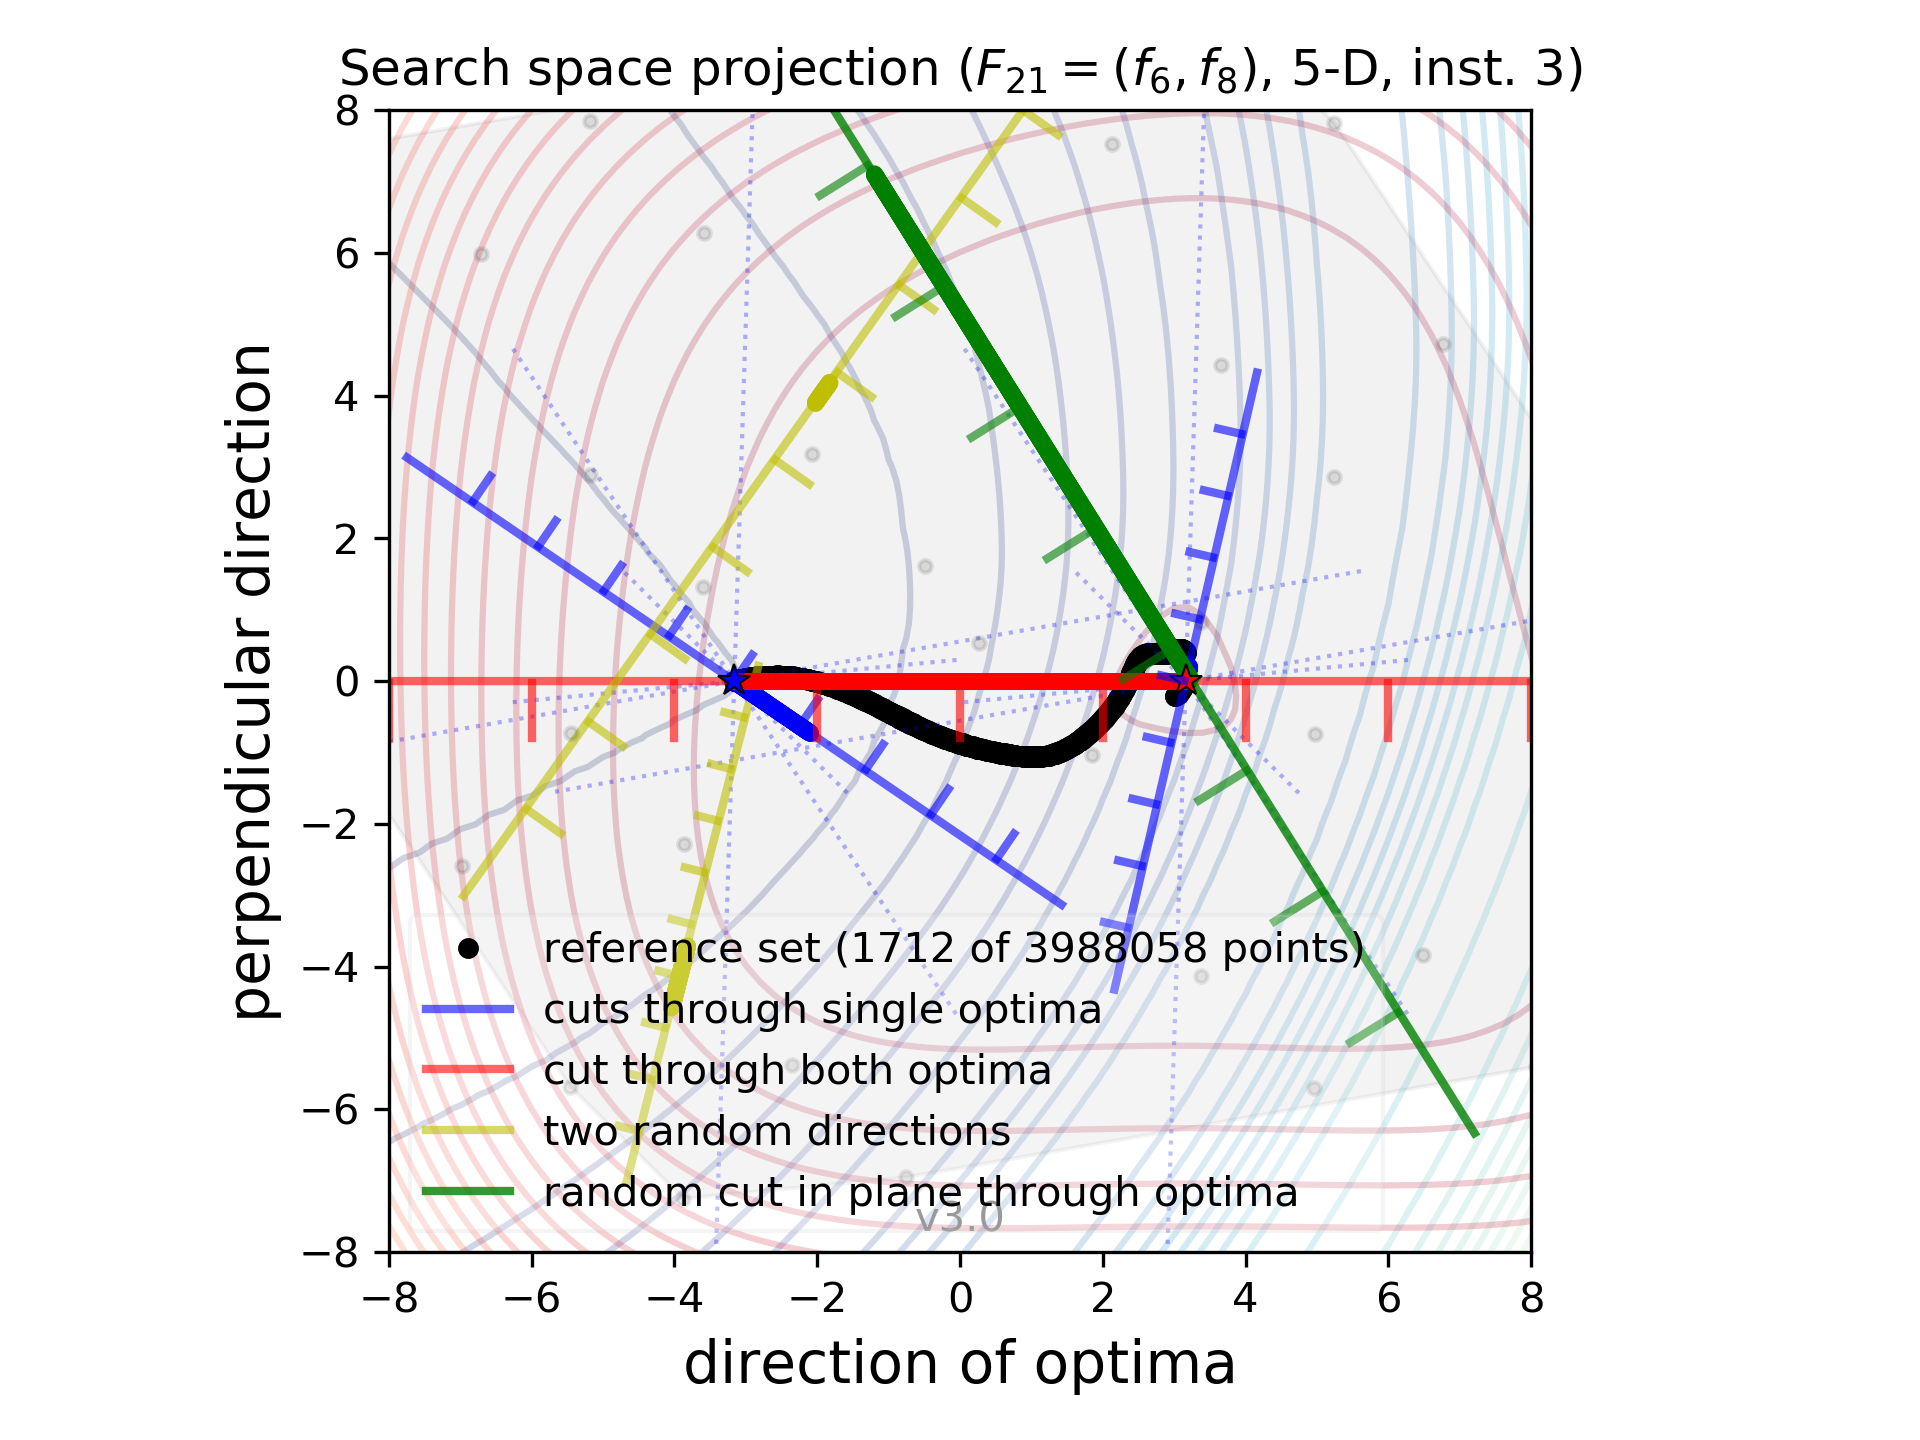 Search space projection (F21 = (f6, f8), 5-D, inst. 3)
8
6
4
2
0
−2
−4
−6
−8
perpendicular direction
reference set (1712 of 3988058 points)
cuts through single optima
cut through both optima
two random directions
random cut in plane through optima
v3.0
−8 −6 −4 −2 0 2 4 6 8
direction of optima